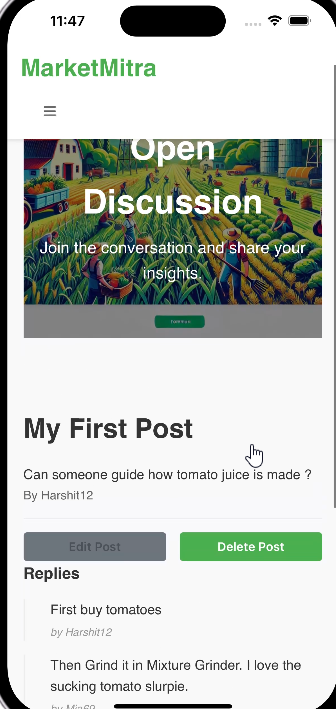 11:47
MarketMitra
Open
Discussion
Join the conversation and share your
insights.
My First Post
Can someone guide how tomato juice is made ?
By Harshit12
Edit Post
Delete Post
Replies
First buy tomatoes
by Harshit12
Then Grind it in Mixture Grinder. I love the
sucking tomato slurpie.